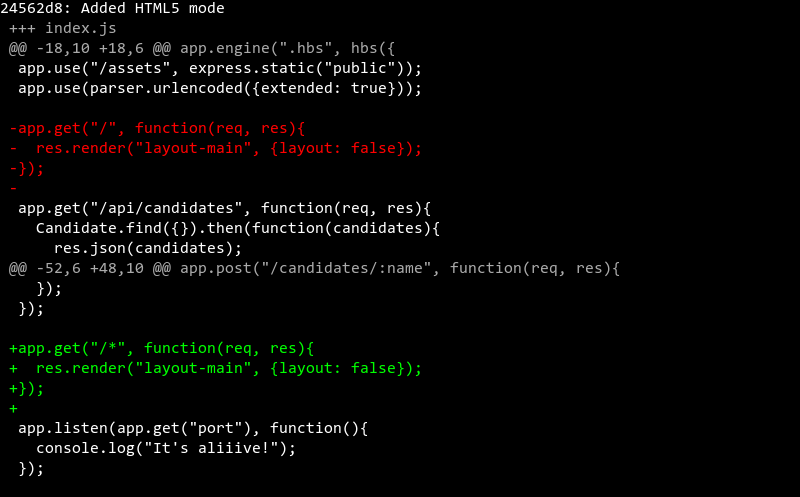 24562d8: Added HTML5 mode
+++ index.js
@@ -18,10 +18,6 @@ app.engine(".hbs", hbs({
 app.use("/assets", express.static("public"));
 app.use(parser.urlencoded({extended: true}));

-app.get("/", function(req, res){
-  res.render("layout-main", {layout: false});
-});
-
 app.get("/api/candidates", function(req, res){
   Candidate.find({}).then(function(candidates){
     res.json(candidates);
@@ -52,6 +48,10 @@ app.post("/candidates/:name", function(req, res){
   });
 });

+app.get("/*", function(req, res){
+  res.render("layout-main", {layout: false});
+});
+
 app.listen(app.get("port"), function(){
   console.log("It's aliiive!");
 });